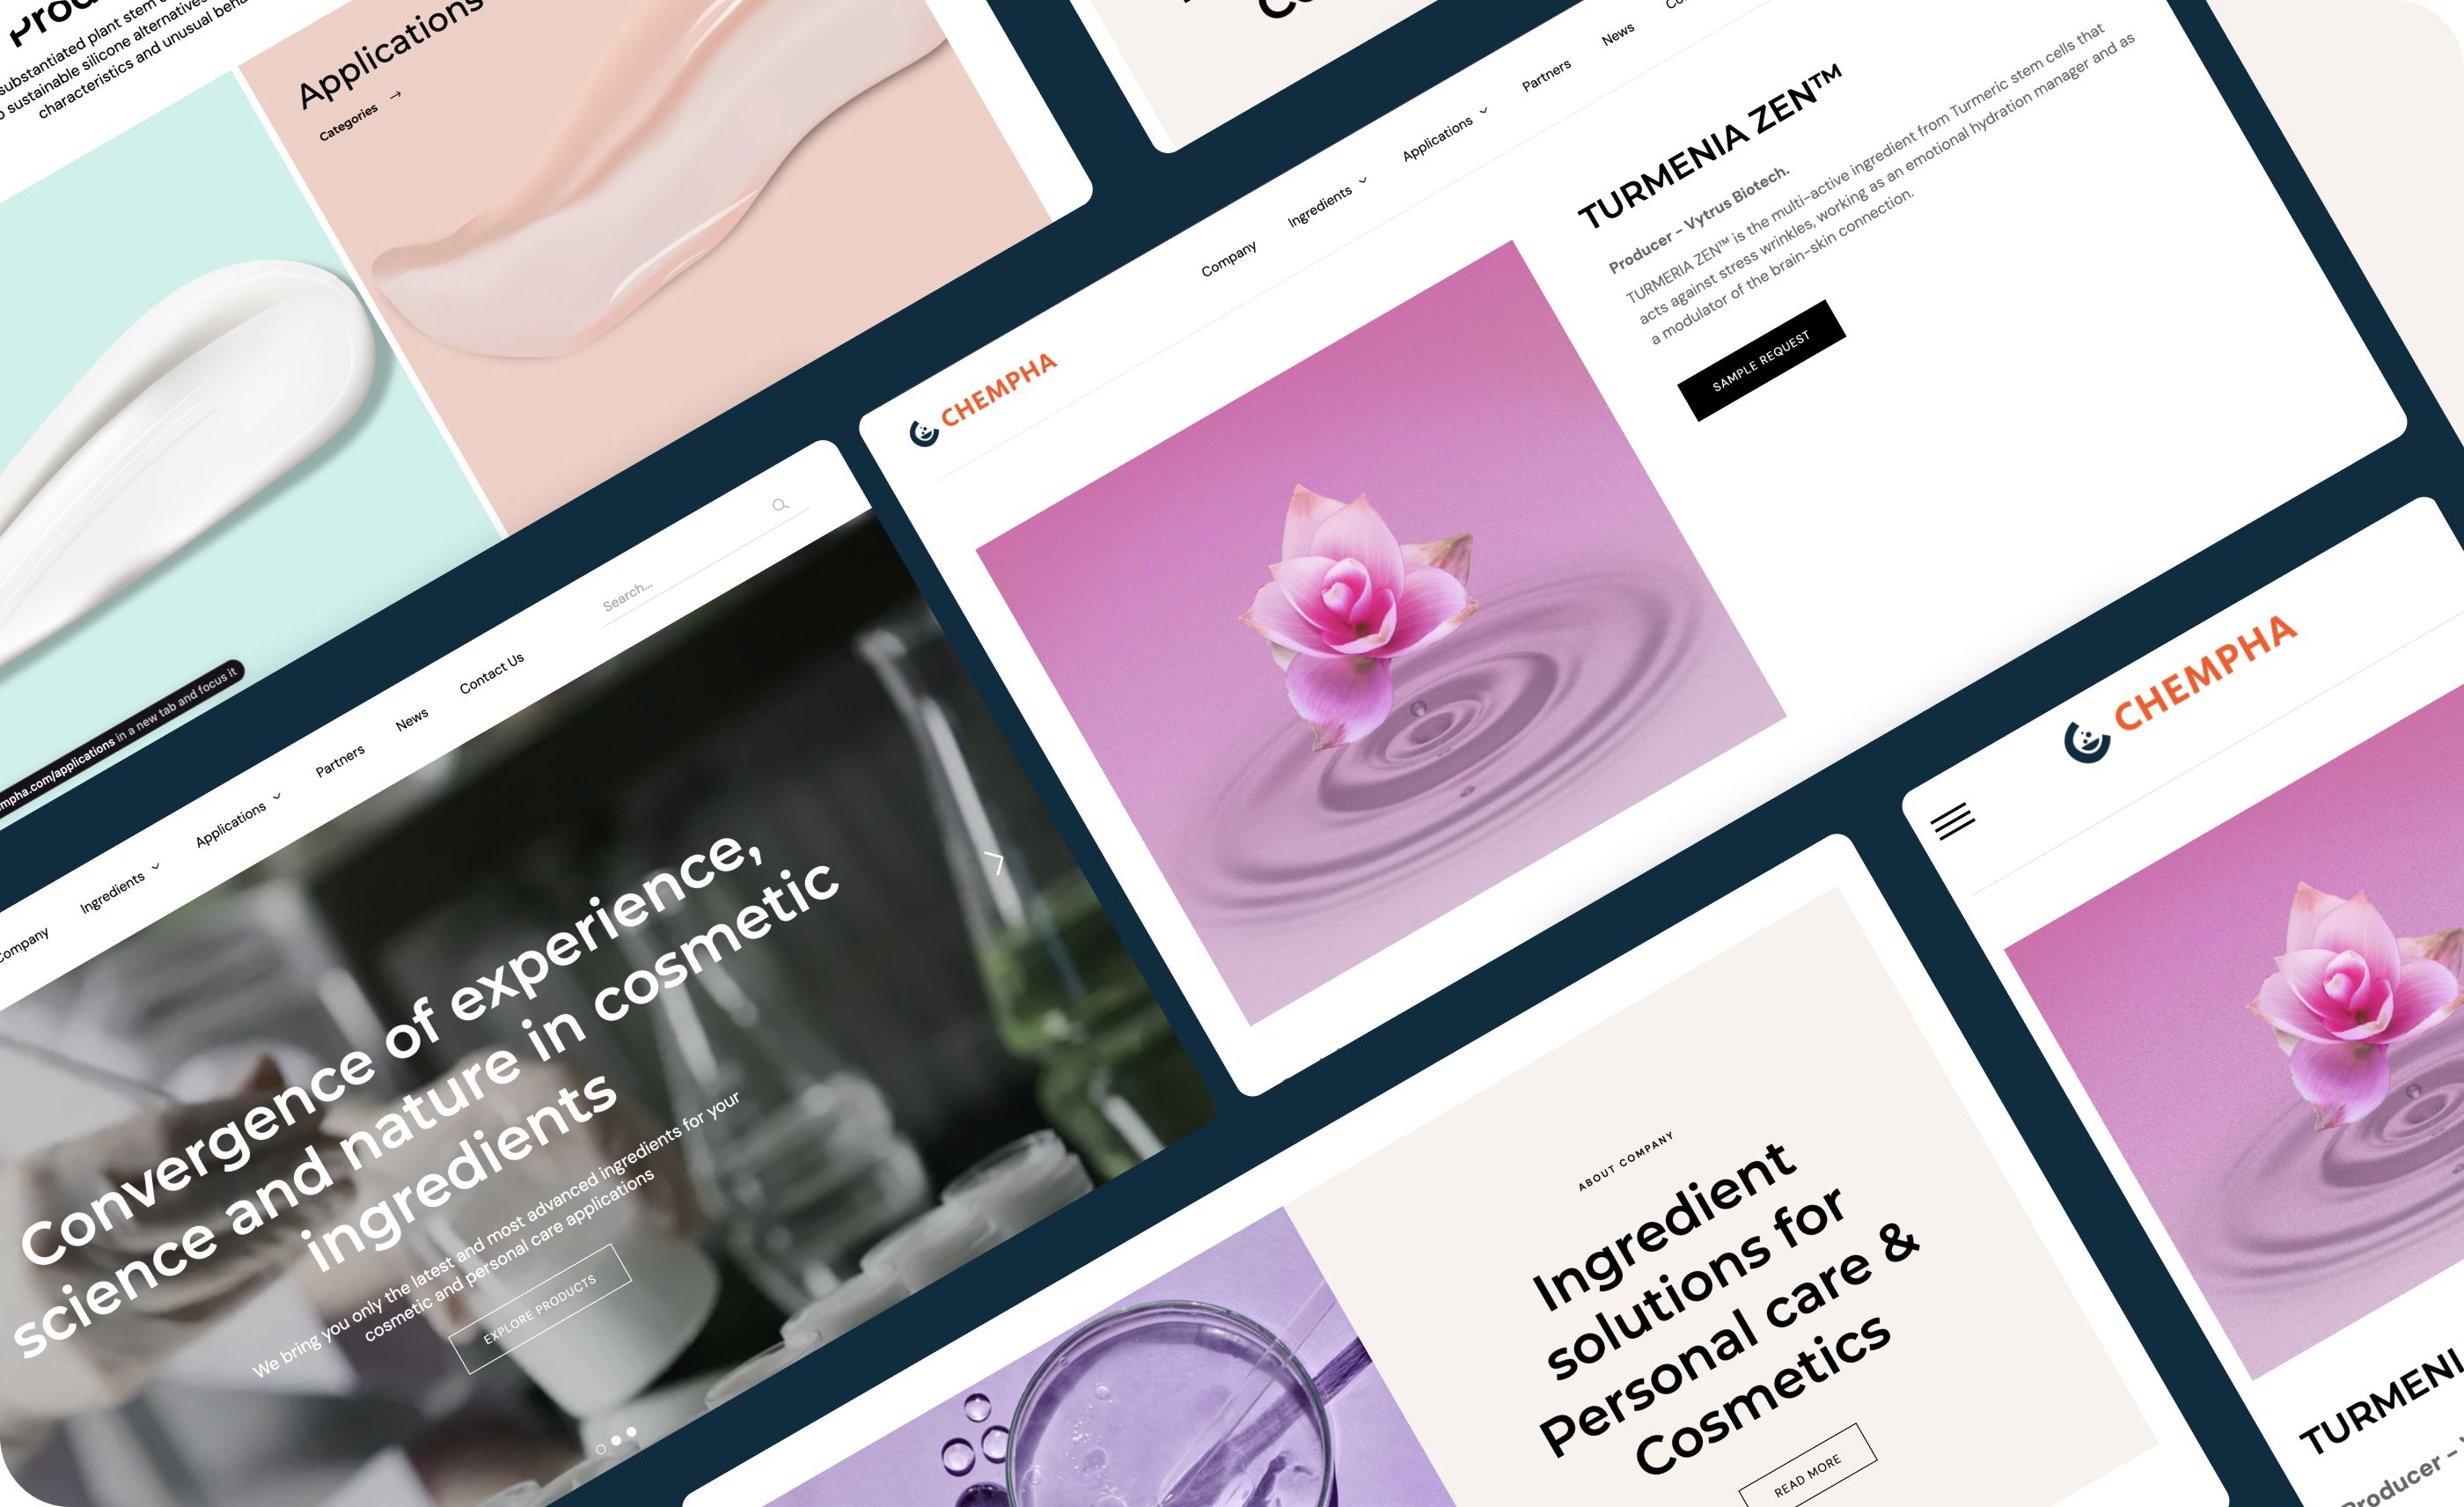 substantiated plant stem
sustainable silicone alternatives
characteristics and unusual
Applications
Categories →
.com/applications in a new tab and focus it
Company Ingredients Applications Partners News Contact Us Search...
Convergence of experience,
science and nature in cosmetic
ingredients
We bring you only the latest and most advanced ingredients for your
cosmetic and personal care applications
EXPLORE PRODUCTS
CHEMPHA
Company Ingredients Applications Partners News
TURMENIA ZEN™
Producer - Vytrus Biotech.
TURMERIA ZEN™ is the multi-active ingredient from Turmeric stem cells that
acts against stress wrinkles, working as an emotional hydration manager and as
a modulator of the brain-skin connection.
SAMPLE REQUEST
ABOUT COMPANY
Ingredient
solutions for
Personal care &
Cosmetics
READ MORE
CHEMPHA
TURMENI
Producer -